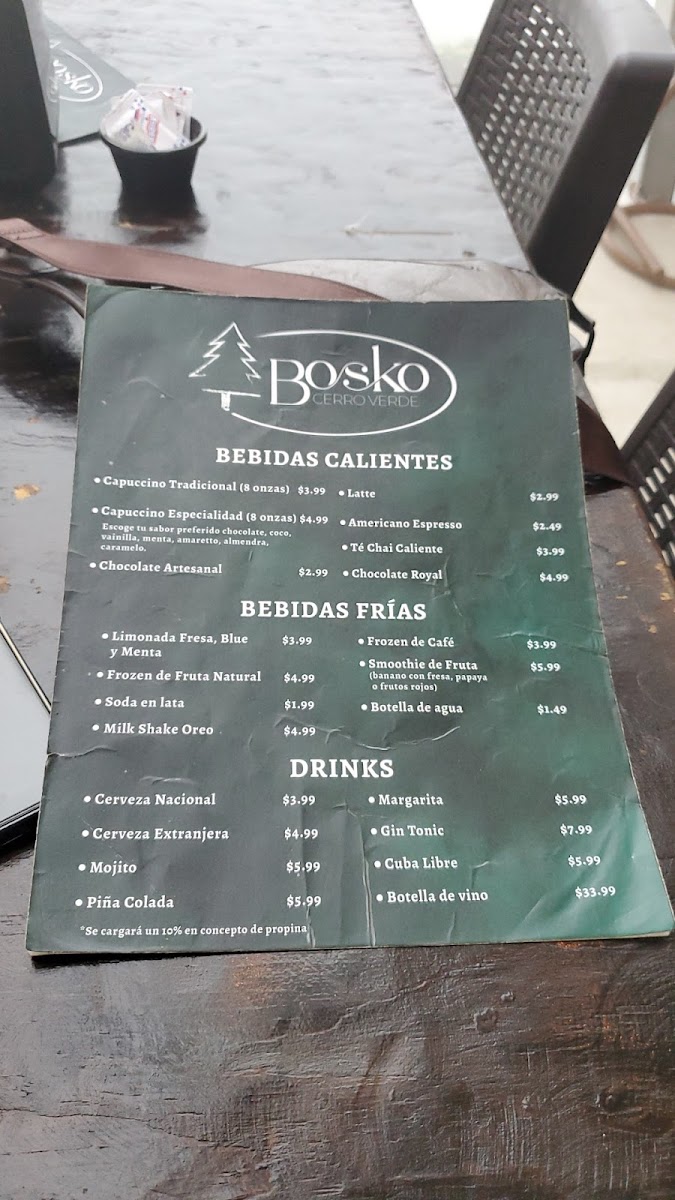 Bosko
CERRO VERDE
BEBIDAS CALIENTES
• Capuccino Tradicional (8 onzas) $3.99
• Capuccino Especialidad (8 onzas) $4.99
Escoge tu sabor preferido chocolate, coco,
vainilla, menta, amaretto, almendra,
caramelo.
• Chocolate Artesanal $2.99
• Latte $2.99
• Americano Espresso $2.49
• Té Chai Caliente $3.99
• Chocolate Royal $4.99
BEBIDAS FRÍAS
• Limonada Fresa, Blue $3.99
y Menta
• Frozen de Fruta Natural $4.99
• Soda en lata $1.99
• Milk Shake Oreo $4.99
• Frozen de Café $3.99
• Smoothie de Fruta $5.99
(banano con fresa, papaya
o frutos rojos)
• Botella de agua $1.49
DRINKS
• Cerveza Nacional $3.99
• Cerveza Extranjera $4.99
• Mojito $5.99
• Piña Colada $5.99
• Margarita $5.99
• Gin Tonic $7.99
• Cuba Libre $5.99
• Botella de vino $33.99
*Se cargará un 10% en concepto de propina